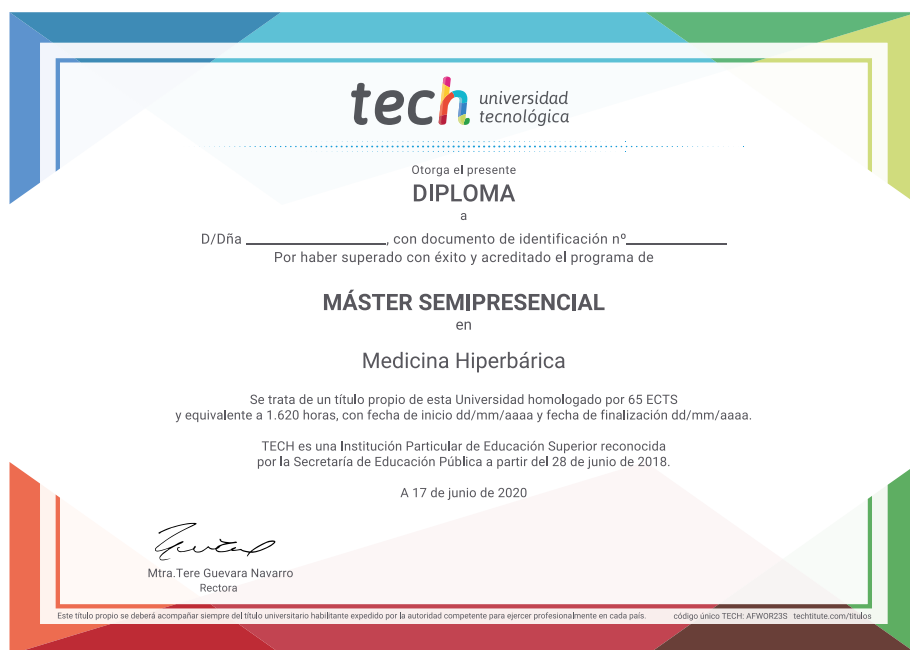 tech universidad
tecnológica
Otorga el presente
DIPLOMA
a
D/Dña ________________, con documento de identificación nº____________
Por haber superado con éxito y acreditado el programa de
MÁSTER SEMIPRESENCIAL
en
Medicina Hiperbárica
Se trata de un título propio de esta Universidad homologado por 65 ECTS
y equivalente a 1.620 horas, con fecha de inicio dd/mm/aaaa y fecha de finalización dd/mm/aaaa.
TECH es una Institución Particular de Educación Superior reconocida
por la Secretaría de Educación Pública a partir del 28 de junio de 2018.
A 17 de junio de 2020
Mtra.Tere Guevara Navarro
Rectora
Este título propio se deberá acompañar siempre del título universitario habilitante expedido por la autoridad competente para ejercer profesionalmente en cada país. código único TECH: AFWOR23S techtitute.com/titulos